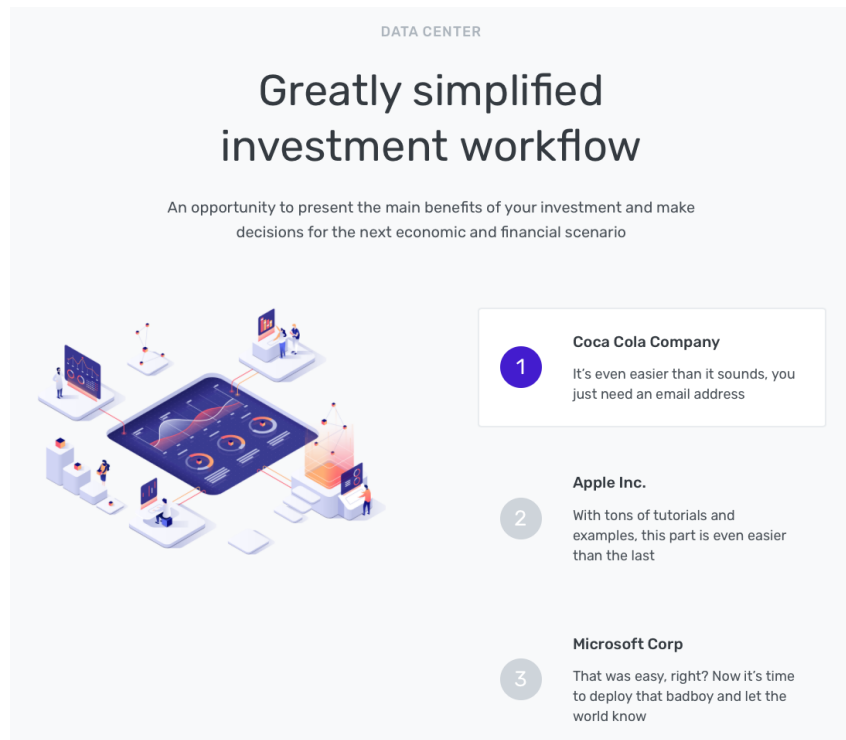 DATA CENTER
Greatly simplified
investment workflow
An opportunity to present the main benefits of your investment and make
decisions for the next economic and financial scenario
1
Coca Cola Company
It's even easier than it sounds, you
just need an email address
2
Apple Inc.
With tons of tutorials and
examples, this part is even easier
than the last
3
Microsoft Corp
That was easy, right? Now it's time
to deploy that badboy and let the
world know